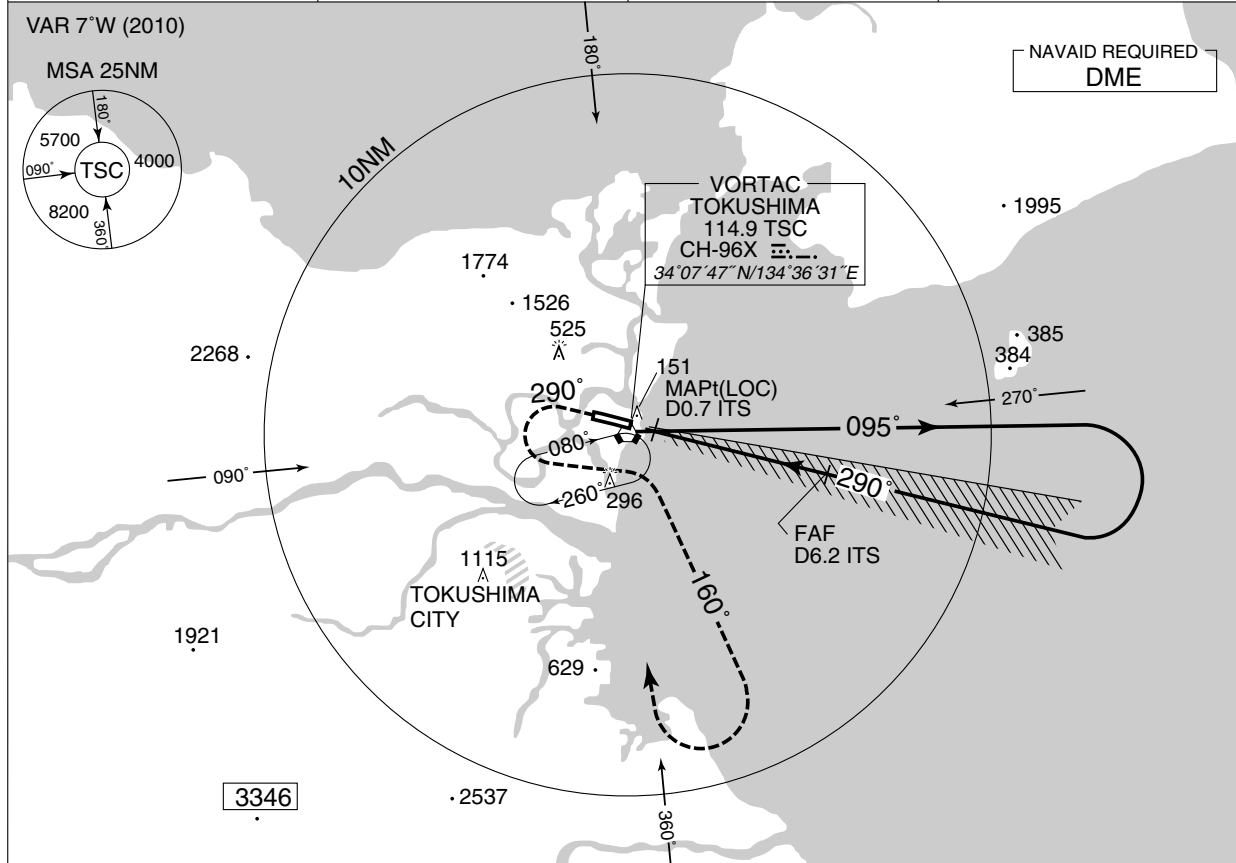 VAR 7°W (2010)
MSA 25NM
180°
5700
4000
090°
TSC
8200
360°
180°
NAVAID REQUIRED
DME
10NM
VORTAC
TOKUSHIMA
114.9 TSC
CH-96X
34°07´47˝N/134°36´31˝E
1995
1774
1526
525
2268
385
384
151
MAPt(LOC)
D0.7 ITS
290°
270°
095°
080°
090°
260°
296
290°
FAF
D6.2 ITS
1115
TOKUSHIMA
CITY
160°
1921
629
3346
2537
360°